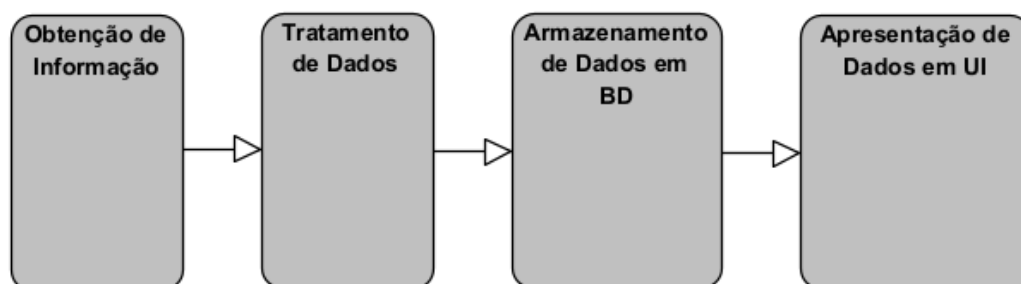 Obtenção de
Informação
Tratamento
de Dados
Armazenamento
de Dados em
BD
Apresentação de
Dados em UI